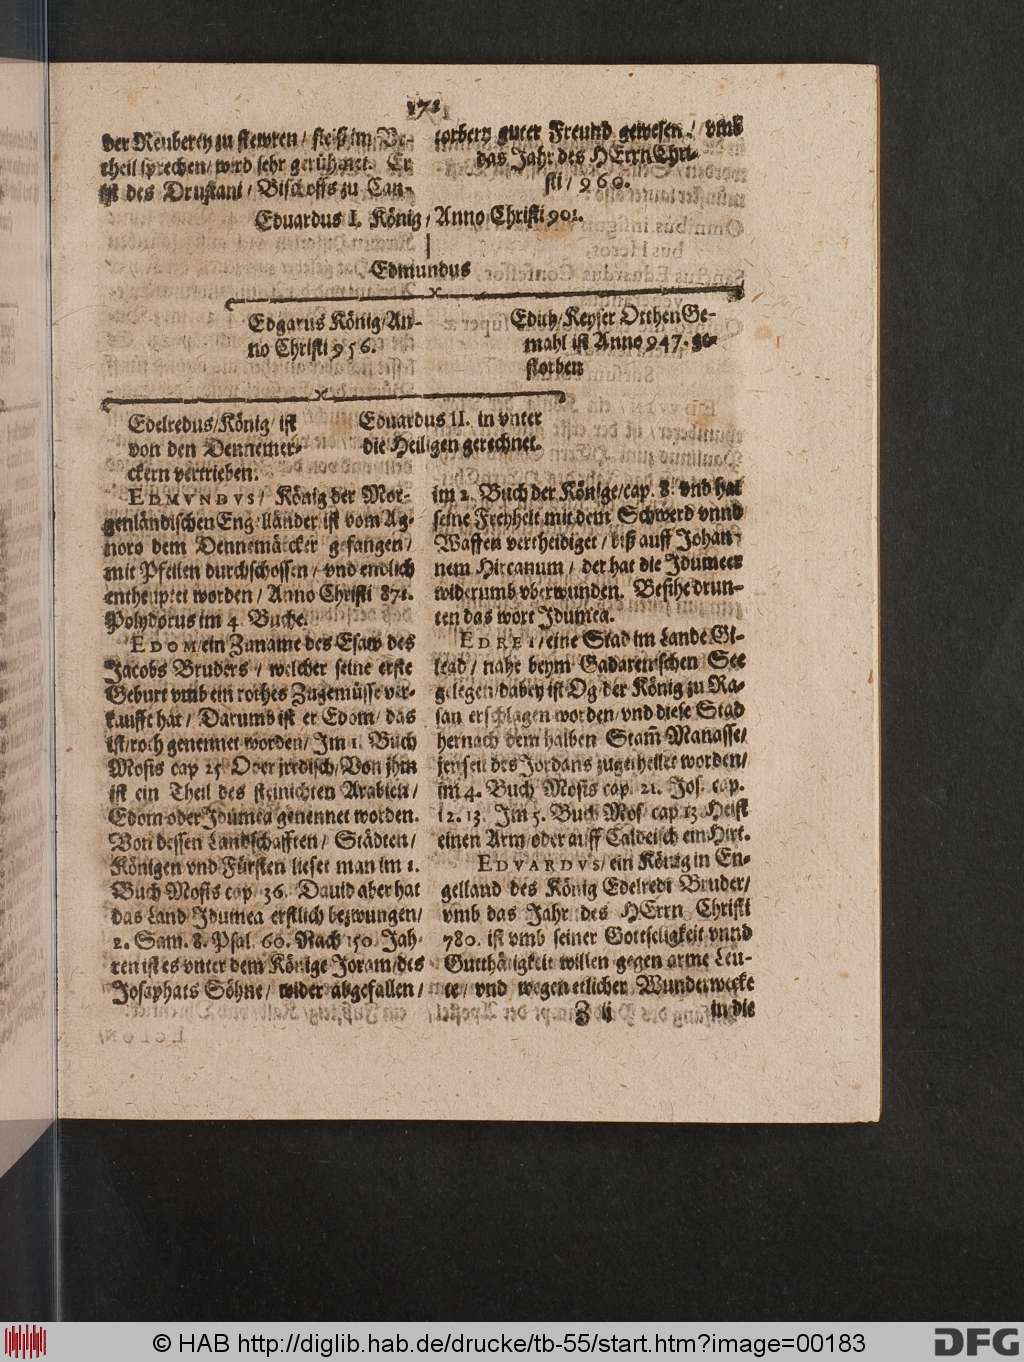 171
der Reuberey zu stewren / steiß im Vr-
theil sprechen / wird sehr gerühmet. Er
ist des Drustani / Bischoffs zu Can-
torbery guter Freund gewesen / vmb
das Jahr des HErrn Chri-
sti / 960.
Eduardus I. König / Anno Christi 901.
Edmundus
Edgarus König / An-
no Christi 956.
Edith / Keyser Otthen Ge-
mahl ist Anno 947. ge-
storben
Edelredus / König / ist
von den Dennemer-
ckern vertrieben.
Eduardus II. in vnter
die Heiligen gerechnet.
EDMVNDVS / König der Mor-
genländischen Engelländer ist vom Ag-
noro dem Dennemäcker gefangen /
mit Pfeilen durchschossen / vnd endlich
entheuptet worden / Anno Christi 871.
Polydorus im 4. Buche.
EDOM / ein Zuname des Esaw des
Jacobs Bruders / welcher seine erste
Geburt vmb ein rothes Zugemüsse ver-
kaufft hat / Darumb ist er Edom / das
ist / roch genennet worden / Im 1. Buch
Mosis cap 25 Oder jrrdisch / Von jhm
ist ein Theil des steinichten Arabien /
Edom oder Idumea genennet worden.
Von dessen Landschafften / Städten /
Königen vnd Fürsten lieset man im 1.
Buch Mosis cap. 36. Dauid aber hat
das Land Idumea erstlich bezwungen /
2. Sam. 8. Psal. 60. Nach 150 Jah-
ren ist es vnter dem Könige Joram / des
Josaphats Söhne / wider abgefallen /
im 2. Buch der Könige / cap. 8. vnd hat
seine Freyheit mit dem Schwerd vnnd
Waffen vertheidiget / biß auff Johan-
nem Hircanum / der hat die Idumeer
widerumb vberwunden. Besihe drun-
ten das wort Idumea.
EDREI / eine Stad im Lande Gi-
lead / nahe beym Gadarenischen See
gelegen / dabey ist Og der König zu Ba-
san erschlagen worden / vnd diese Stad
hernach dem halben Stam̃ Manasse /
jenseit des Jordans zugetheilet worden /
im 4. Buch Mosis cap. 21. Jos. cap.
12. 13. Im 5. Buch Mos. cap 13 Heist
einen Arm / oder auff Caldeisch ein Hirt.
EDVARDVS / ein König in En-
gelland des König Edelredi Bruder /
vmb das Jahr des HErrn Christi
780. ist vmb seiner Gottseligkeit vnnd
Gutthätigkeit willen gegen arme Leu-
te / vnd wegen etlicher Wunderwercke
Z ij
in die
© HAB http://diglib.hab.de/drucke/tb-55/start.htm?image=00183
DFG